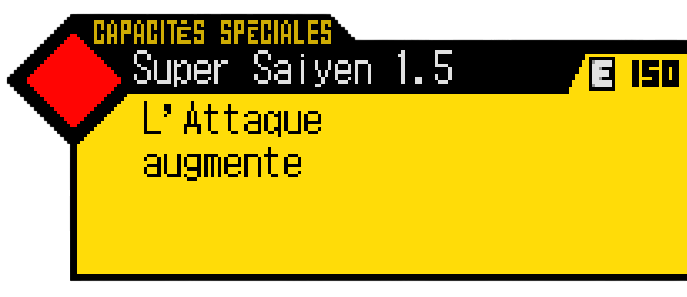 CAPACITÉS SPÉCIALES
Super Saiyen 1.5
E 150
L'Attaque
augmente